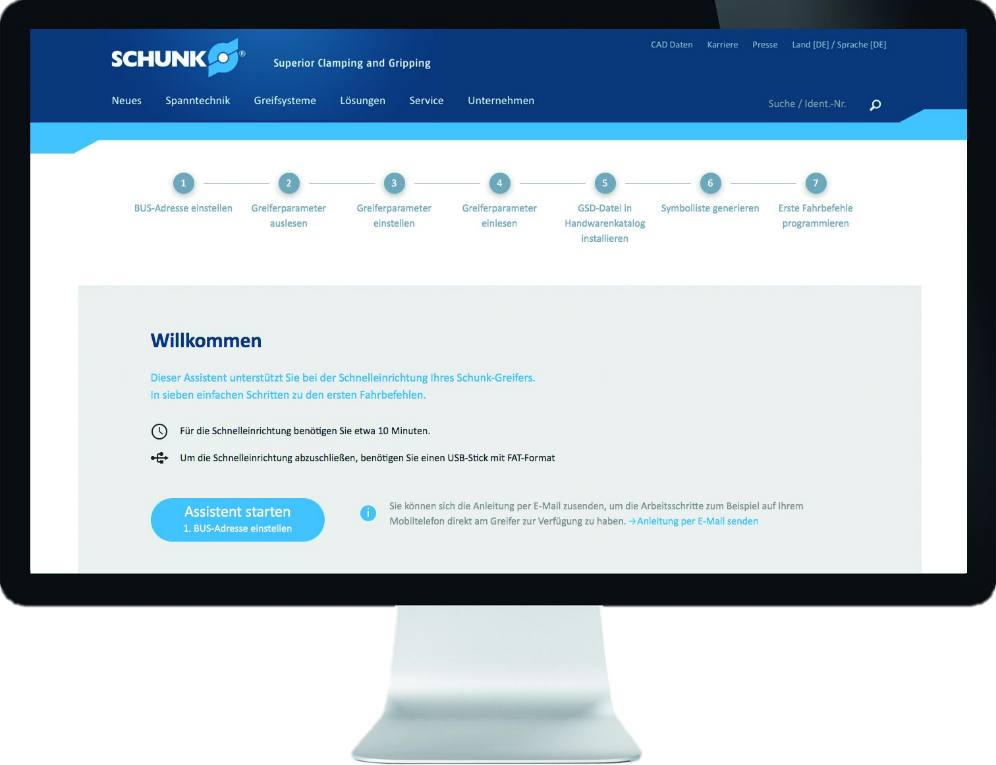 SCHUNK®
Superior Clamping and Gripping
CAD Daten Karriere Presse Land [DE] / Sprache [DE]
Neues Spanntechnik Greifsysteme Lösungen Service Unternehmen
Suche / Ident.-Nr.
1 2 3 4 5 6 7
BUS-Adresse einstellen
Greiferparameter
auslesen
Greiferparameter
einstellen
Greiferparameter
einlesen
GSD-Datei in
Handwarenkatalog
installieren
Symbolliste generieren
Erste Fahrbefehle
programmieren
Willkommen
Dieser Assistent unterstützt Sie bei der Schnelleinrichtung Ihres Schunk-Greifers.
In sieben einfachen Schritten zu den ersten Fahrbefehlen.
Für die Schnelleinrichtung benötigen Sie etwa 10 Minuten.
Um die Schnelleinrichtung abzuschließen, benötigen Sie einen USB-Stick mit FAT-Format
Assistent starten
1. BUS-Adresse einstellen
i
Sie können sich die Anleitung per E-Mail zusenden, um die Arbeitsschritte zum Beispiel auf Ihrem
Mobiltelefon direkt am Greifer zur Verfügung zu haben. →Anleitung per E-Mail senden